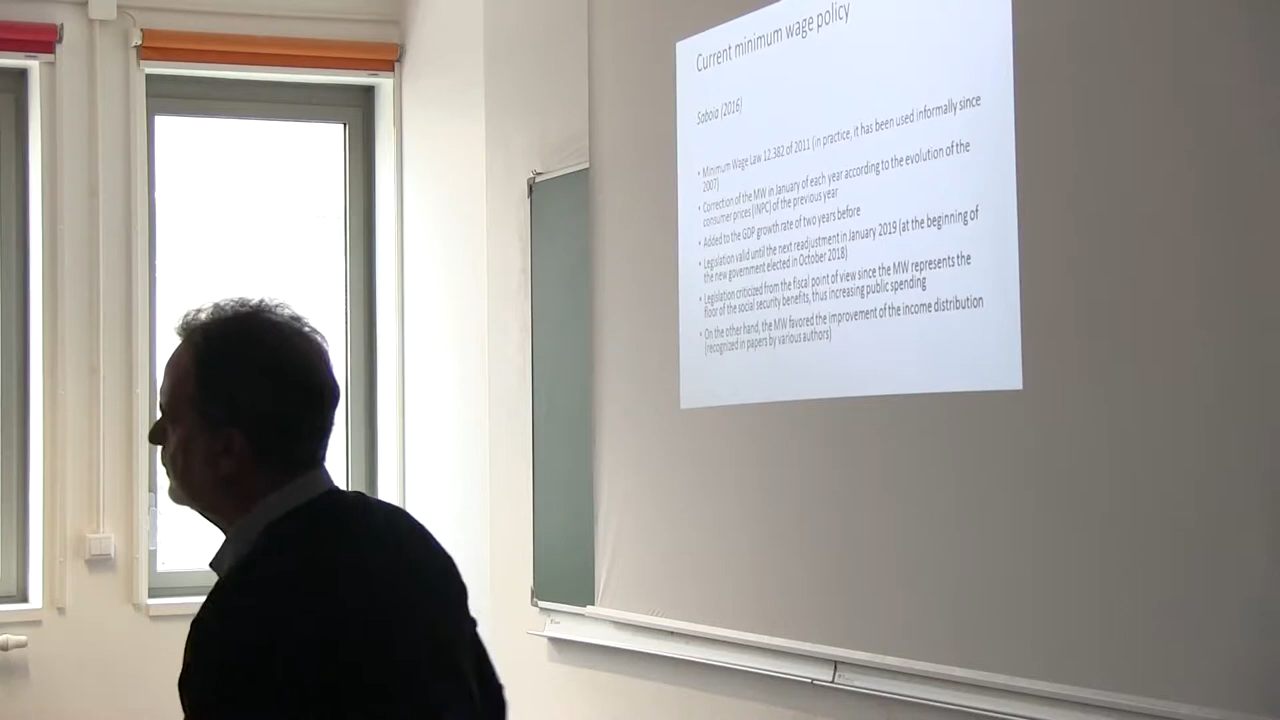 Current minimum wage policy
Saboia (2016)
• Minimum Wage Law 12.382 of 2011 (in practice, it has been used informally since
2007)
• Correction of the MW in January of each year according to the evolution of the
consumer prices (INPC) of the previous year
• Added to the GDP growth rate of two years before
• Legislation valid until the next readjustment in January 2019 (at the beginning of
the new government elected in October 2018)
• Legislation criticized from the fiscal point of view since the MW represents the
floor of the social security benefits, thus increasing public spending
• On the other hand, the MW favored the improvement of the income distribution
(recognized in papers by various authors)